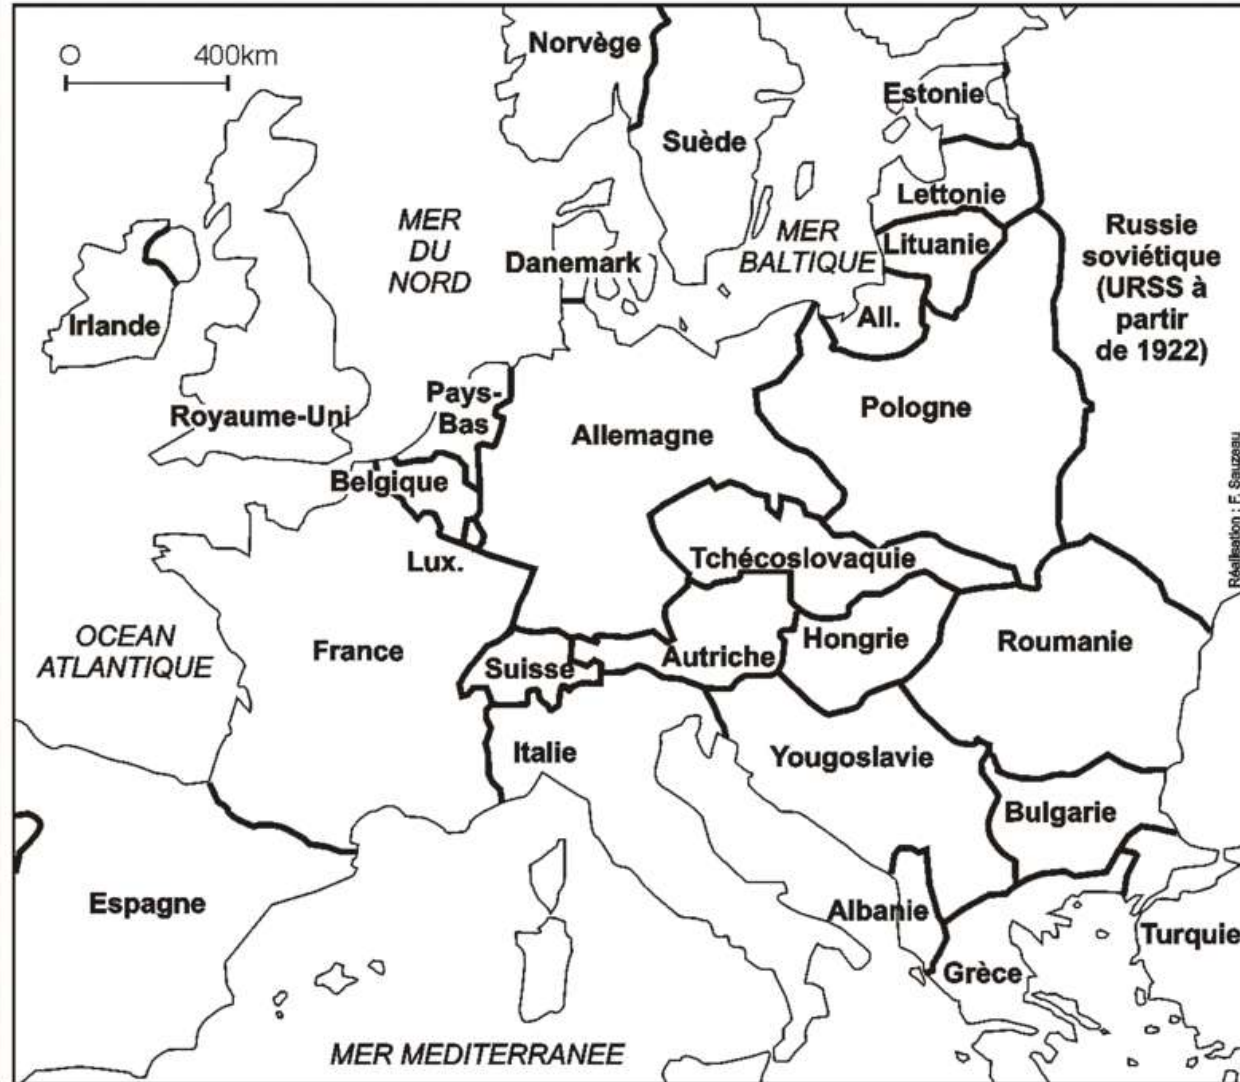 O 400km
Norvège
Estonie
Suède
Lettonie
MER
DU
NORD
MER
BALTIQUE
Lituanie
Russie
soviétique
(URSS à
partir
de 1922)
Danemark
Irlande
All.
Pays-
Bas
Royaume-Uni
Pologne
Allemagne
Belgique
Réalisation : F. Sauzeau
Lux.
Tchécoslovaquie
OCEAN
ATLANTIQUE
France
Suisse
Autriche
Hongrie
Roumanie
Italie
Yougoslavie
Bulgarie
Espagne
Albanie
Grèce
Turquie
MER MEDITERRANEE